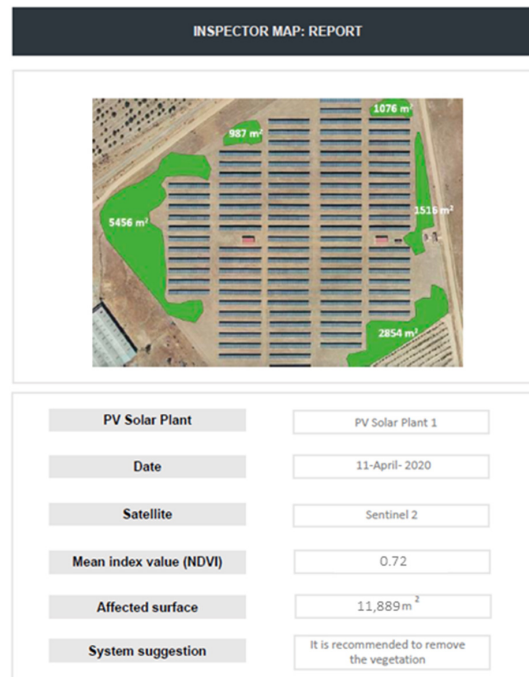 INSPECTOR MAP: REPORT
1076 m²
987 m²
5456 m²
1516 m²
2854 m²
PV Solar Plant PV Solar Plant 1
Date 11-April- 2020
Satellite Sentinel 2
Mean index value (NDVI) 0.72
Affected surface 11,889m²
System suggestion It is recommended to remove
the vegetation